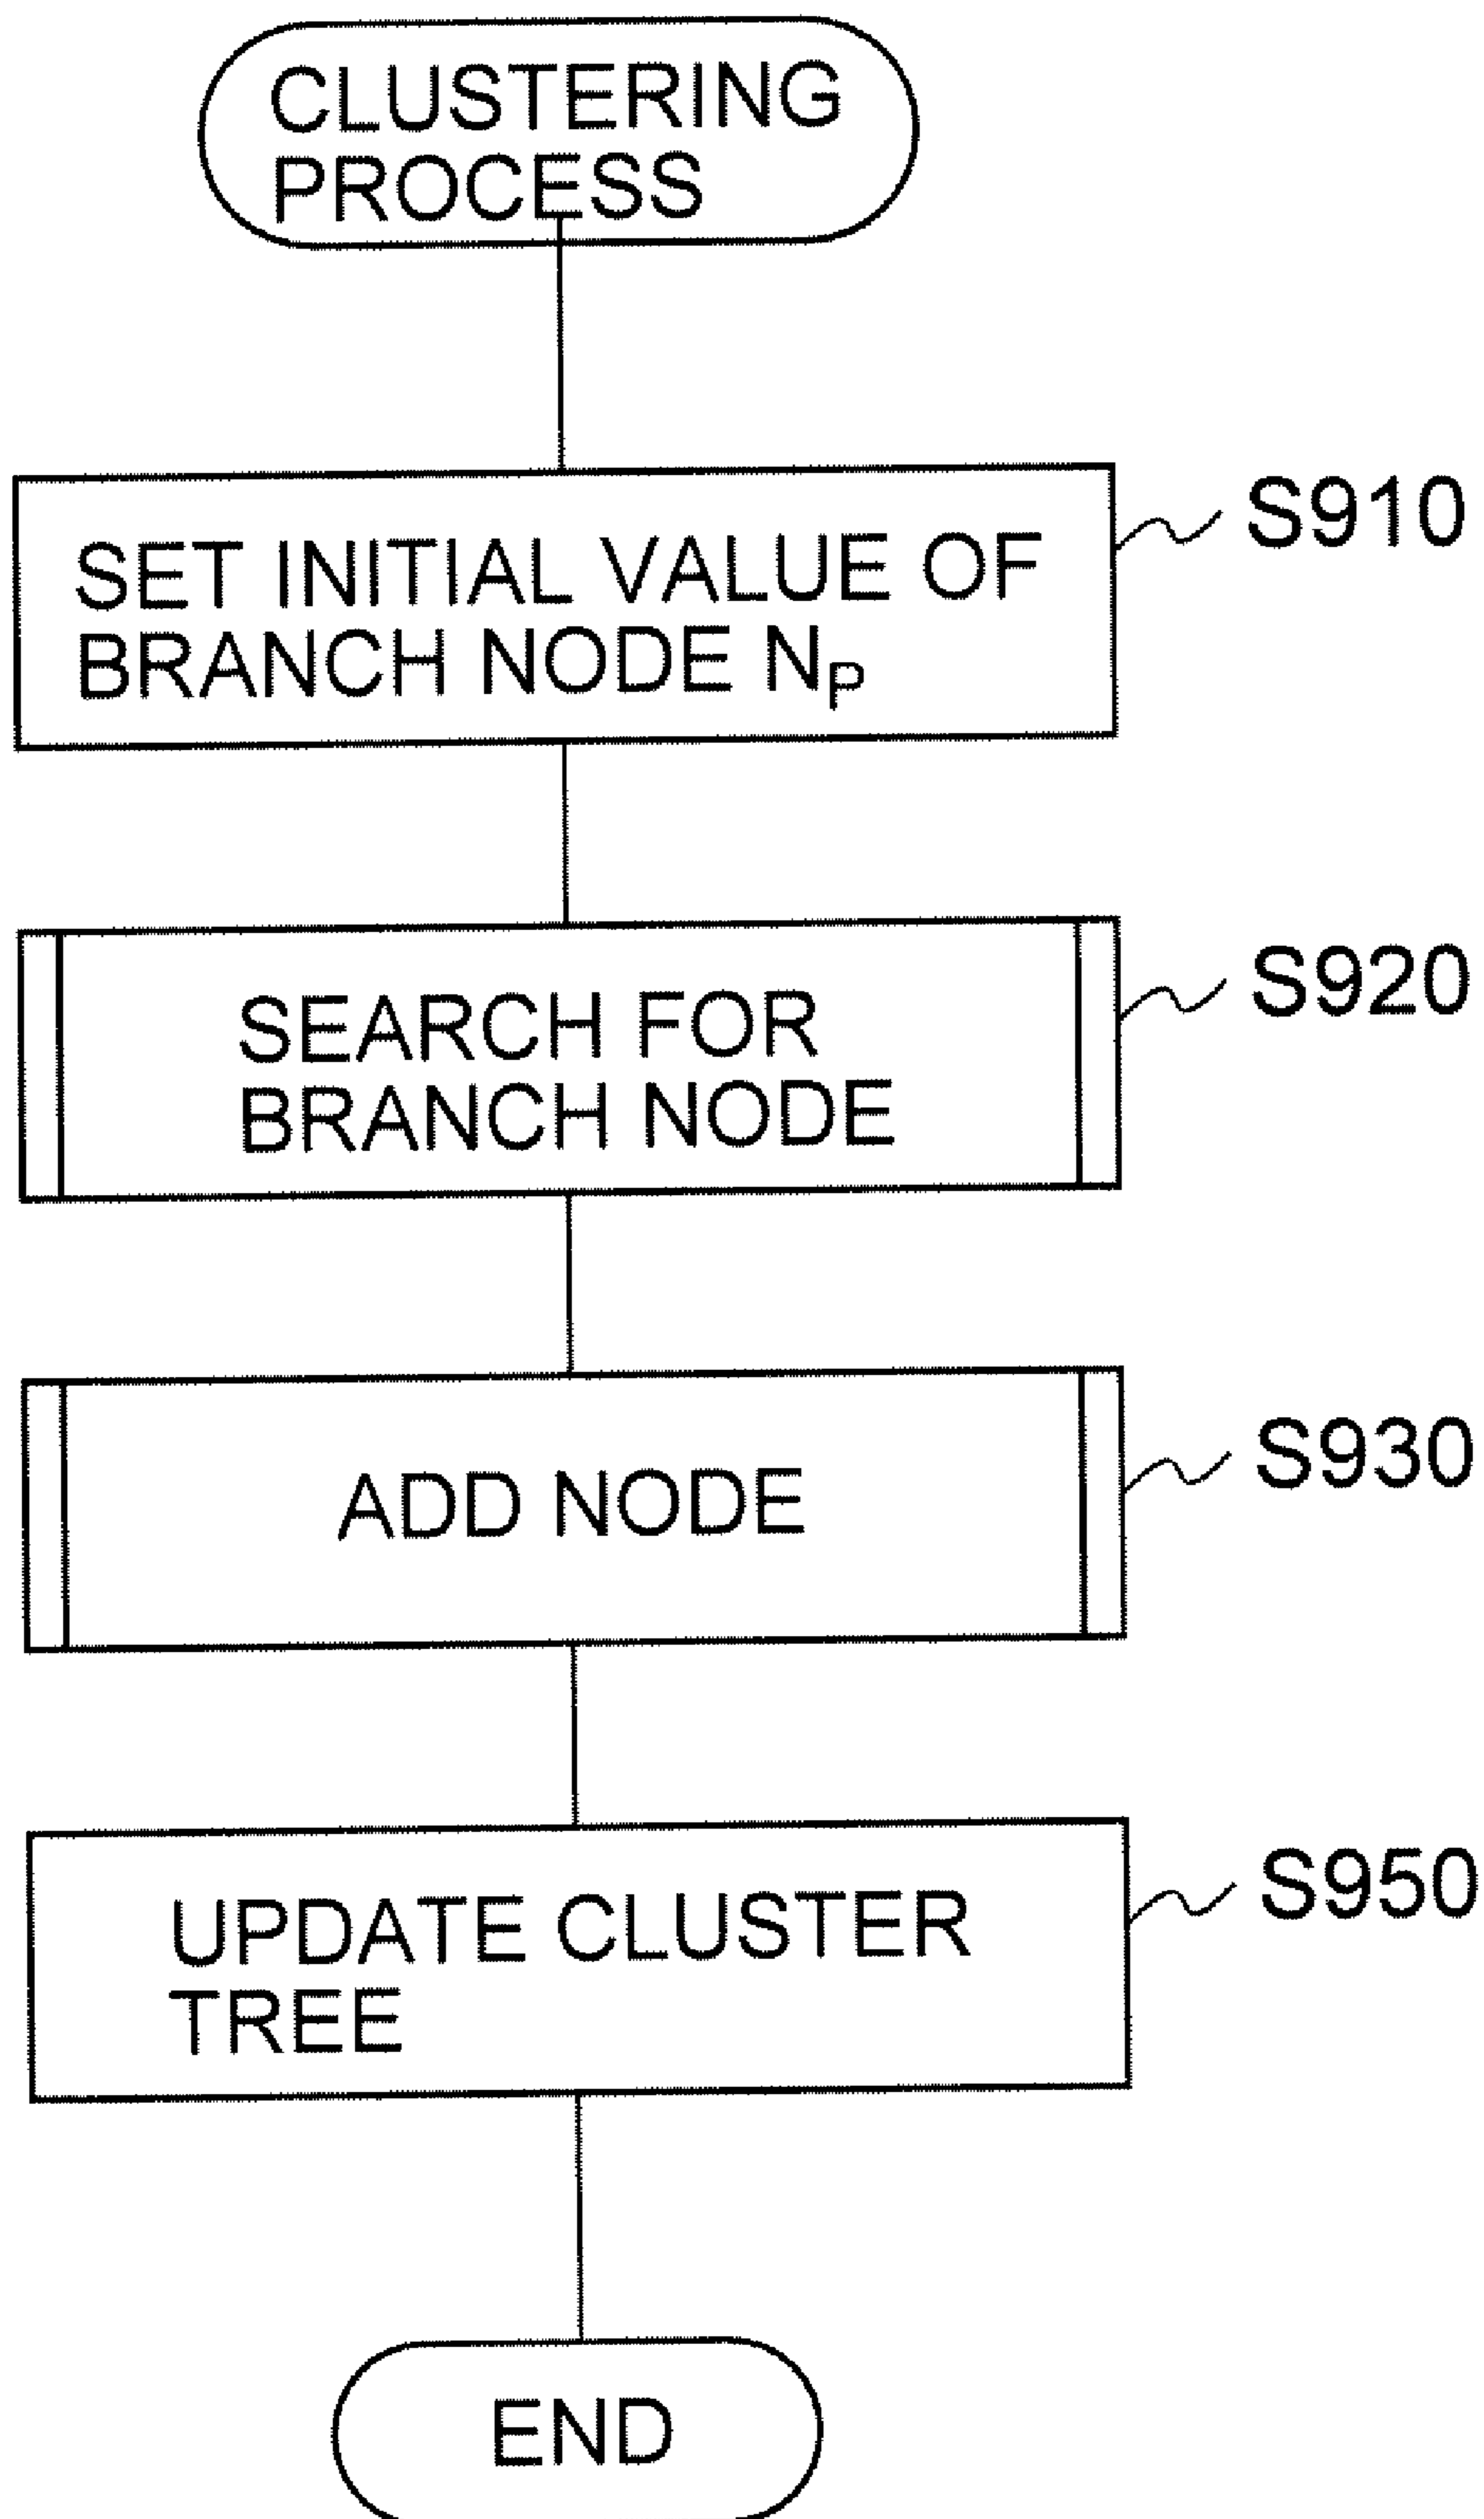 CLUSTERING
PROCESS
SET INITIAL VALUE OF
BRANCH NODE NP
S910
SEARCH FOR
BRANCH NODE
S920
ADD NODE
S930
UPDATE CLUSTER
TREE
S950
END